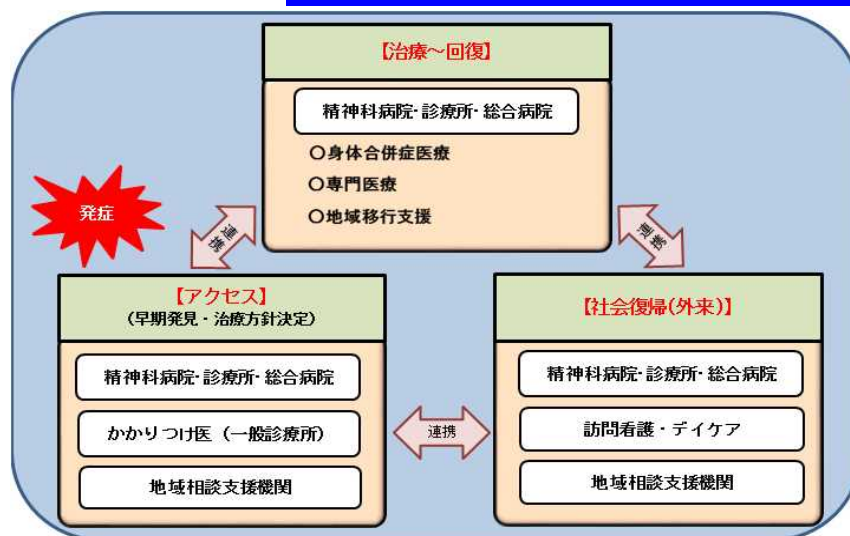 【治療～回復】
精神科病院・診療所・総合病院
○身体合併症医療
○専門医療
○地域移行支援
発症
連携
連携
【アクセス】
(早期発見・治療方針決定)
精神科病院・診療所・総合病院
かかりつけ医（一般診療所）
地域相談支援機関
連携
【社会復帰(外来)】
精神科病院・診療所・総合病院
訪問看護・デイケア
地域相談支援機関